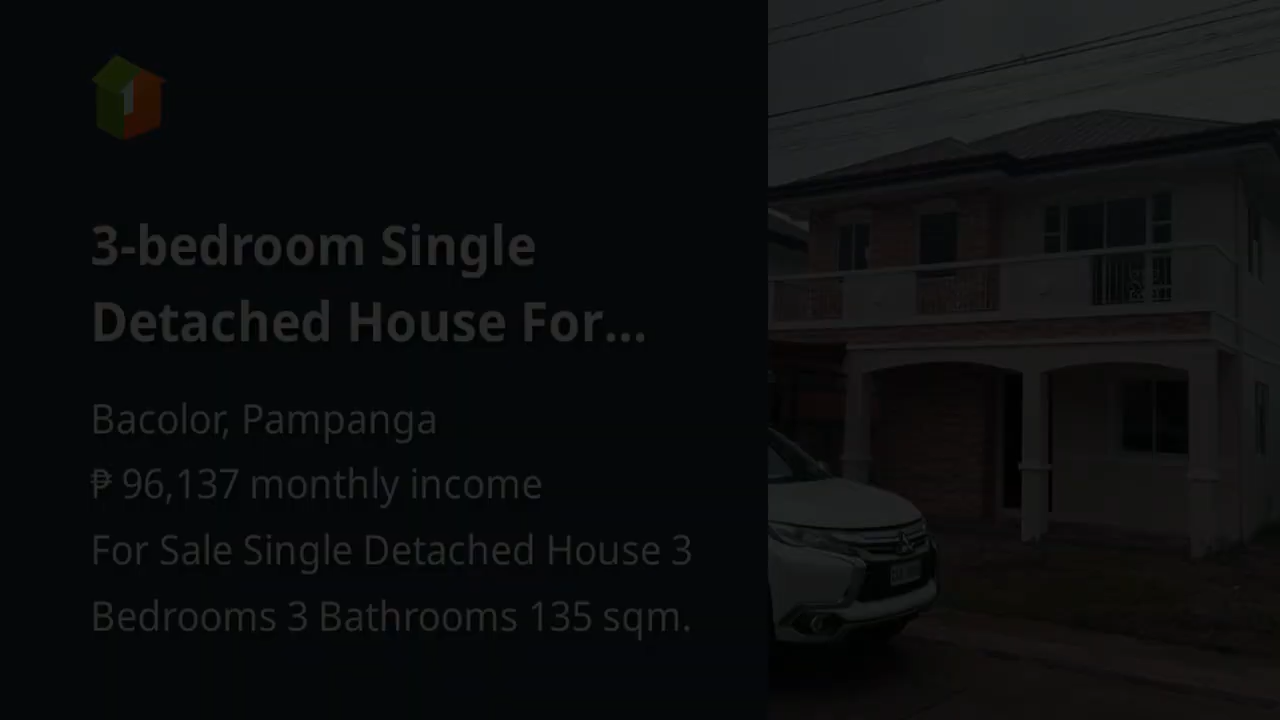 3-bedroom Single
Detached House For...
Bacolor, Pampanga
₱ 96,137 monthly income
For Sale Single Detached House 3
Bedrooms 3 Bathrooms 135 sqm.